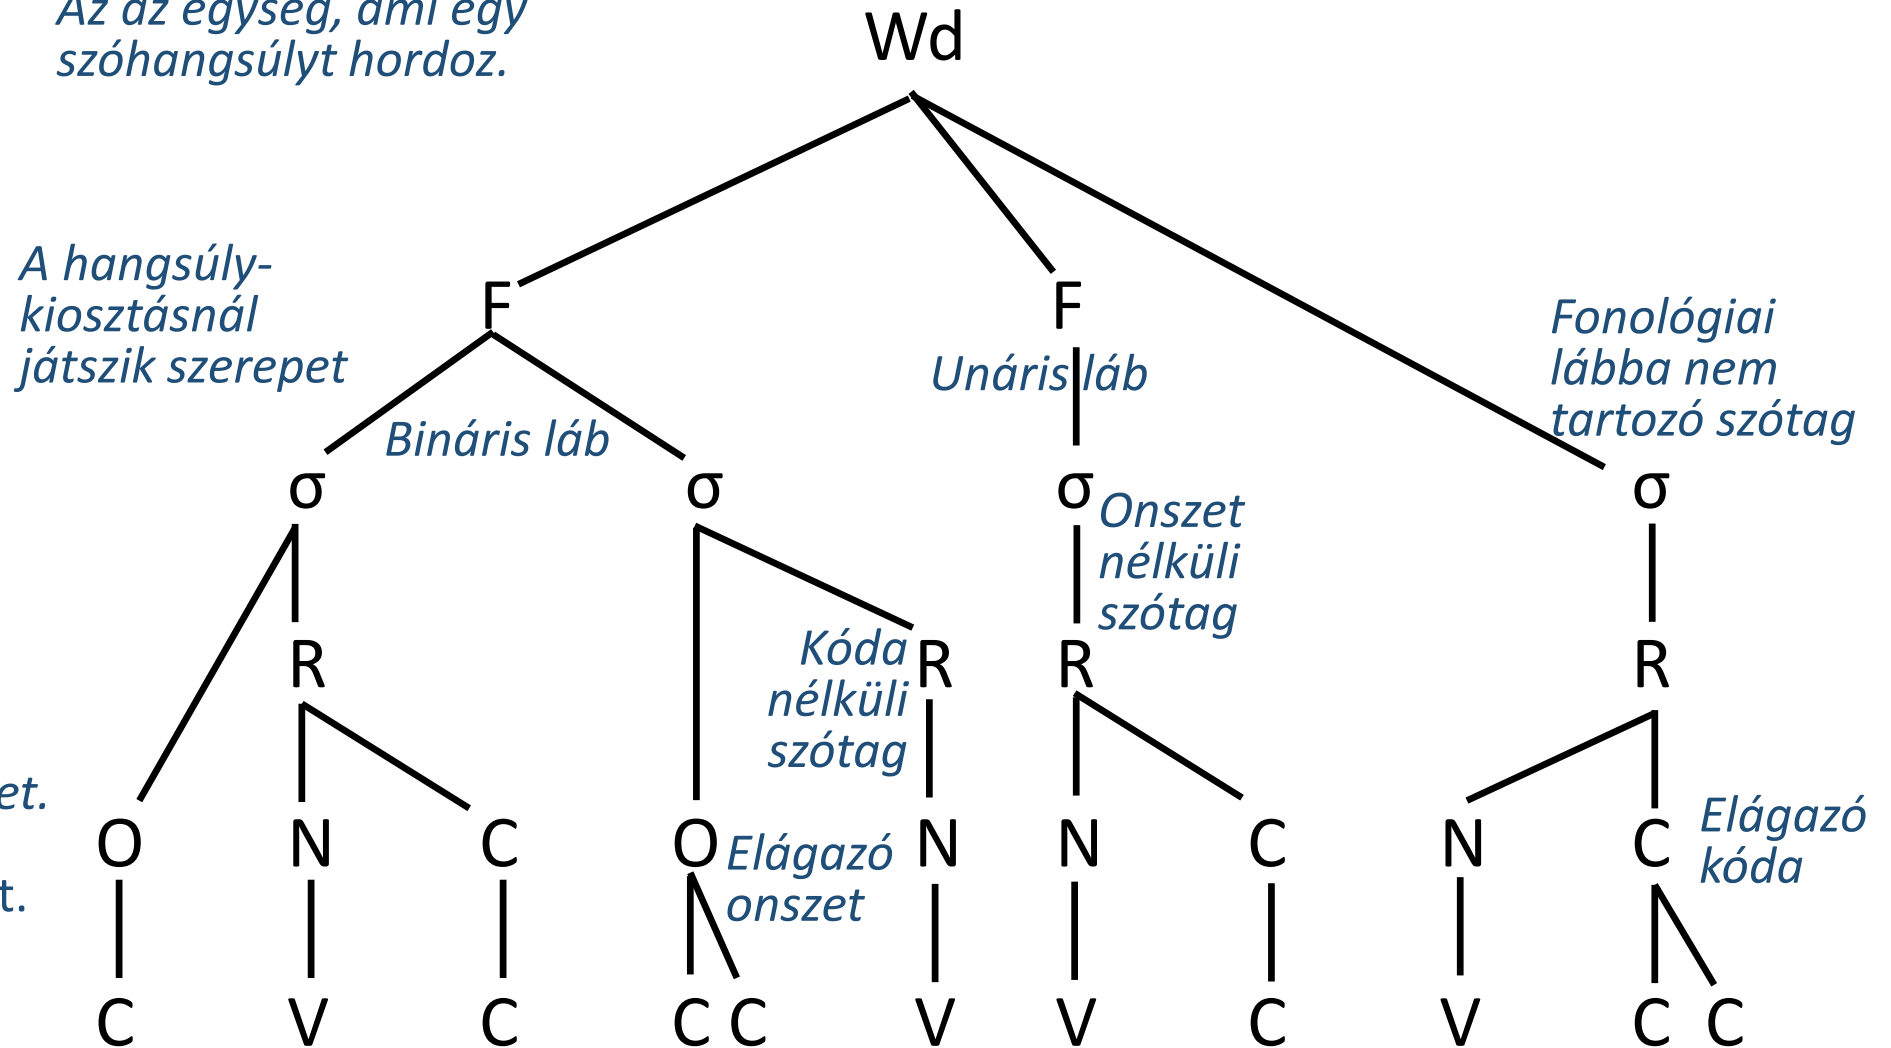 Az az egység, ami egy
szóhangsúlyt hordoz.
Wd
A hangsúly-
kiosztásnál
játszik szerepet
F
F
Fonológiai
lábba nem
tartozó szótag
Unáris láb
Bináris láb
σ
σ
σ
σ
Onszet
nélküli
szótag
R
Kóda
nélküli
szótag
R
R
R
et.
t.
O
N
C
O
Elágazó
onszet
N
N
C
N
C
Elágazó
kóda
C
V
C
C C
V
V
C
V
C C